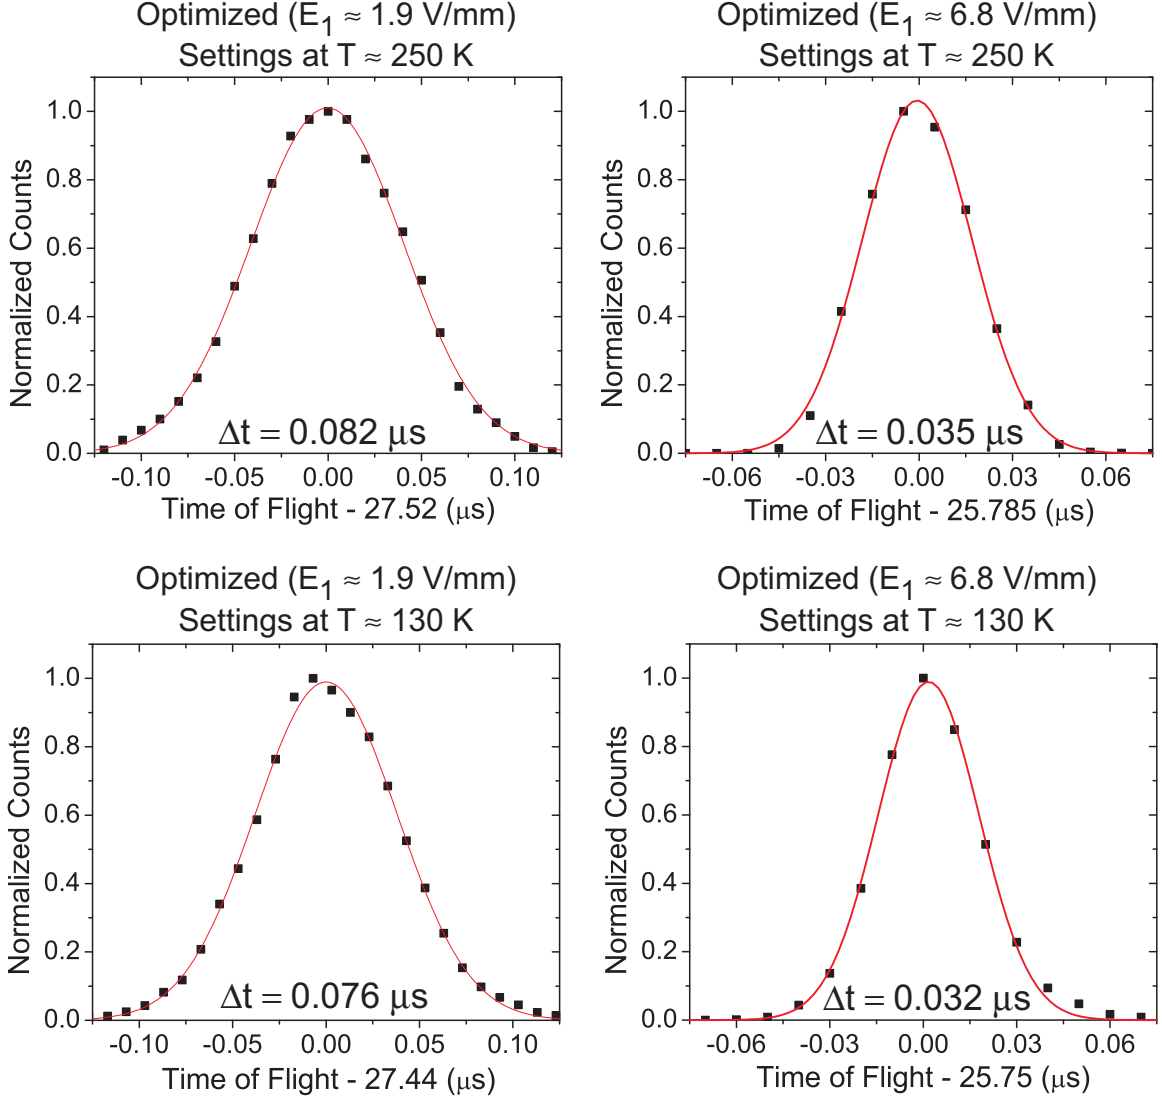 Optimized (E1 ≈ 1.9 V/mm)
Settings at T ≈ 250 K
Normalized Counts
1.0
0.8
0.6
0.4
0.2
0.0
Δt = 0.082 μs
-0.10 -0.05 0.00 0.05 0.10
Time of Flight - 27.52 (μs)
Optimized (E1 ≈ 6.8 V/mm)
Settings at T ≈ 250 K
Normalized Counts
1.0
0.8
0.6
0.4
0.2
0.0
Δt = 0.035 μs
-0.06 -0.03 0.00 0.03 0.06
Time of Flight - 25.785 (μs)
Optimized (E1 ≈ 1.9 V/mm)
Settings at T ≈ 130 K
Normalized Counts
1.0
0.8
0.6
0.4
0.2
0.0
Δt = 0.076 μs
-0.10 -0.05 0.00 0.05 0.10
Time of Flight - 27.44 (μs)
Optimized (E1 ≈ 6.8 V/mm)
Settings at T ≈ 130 K
Normalized Counts
1.0
0.8
0.6
0.4
0.2
0.0
Δt = 0.032 μs
-0.06 -0.03 0.00 0.03 0.06
Time of Flight - 25.75 (μs)